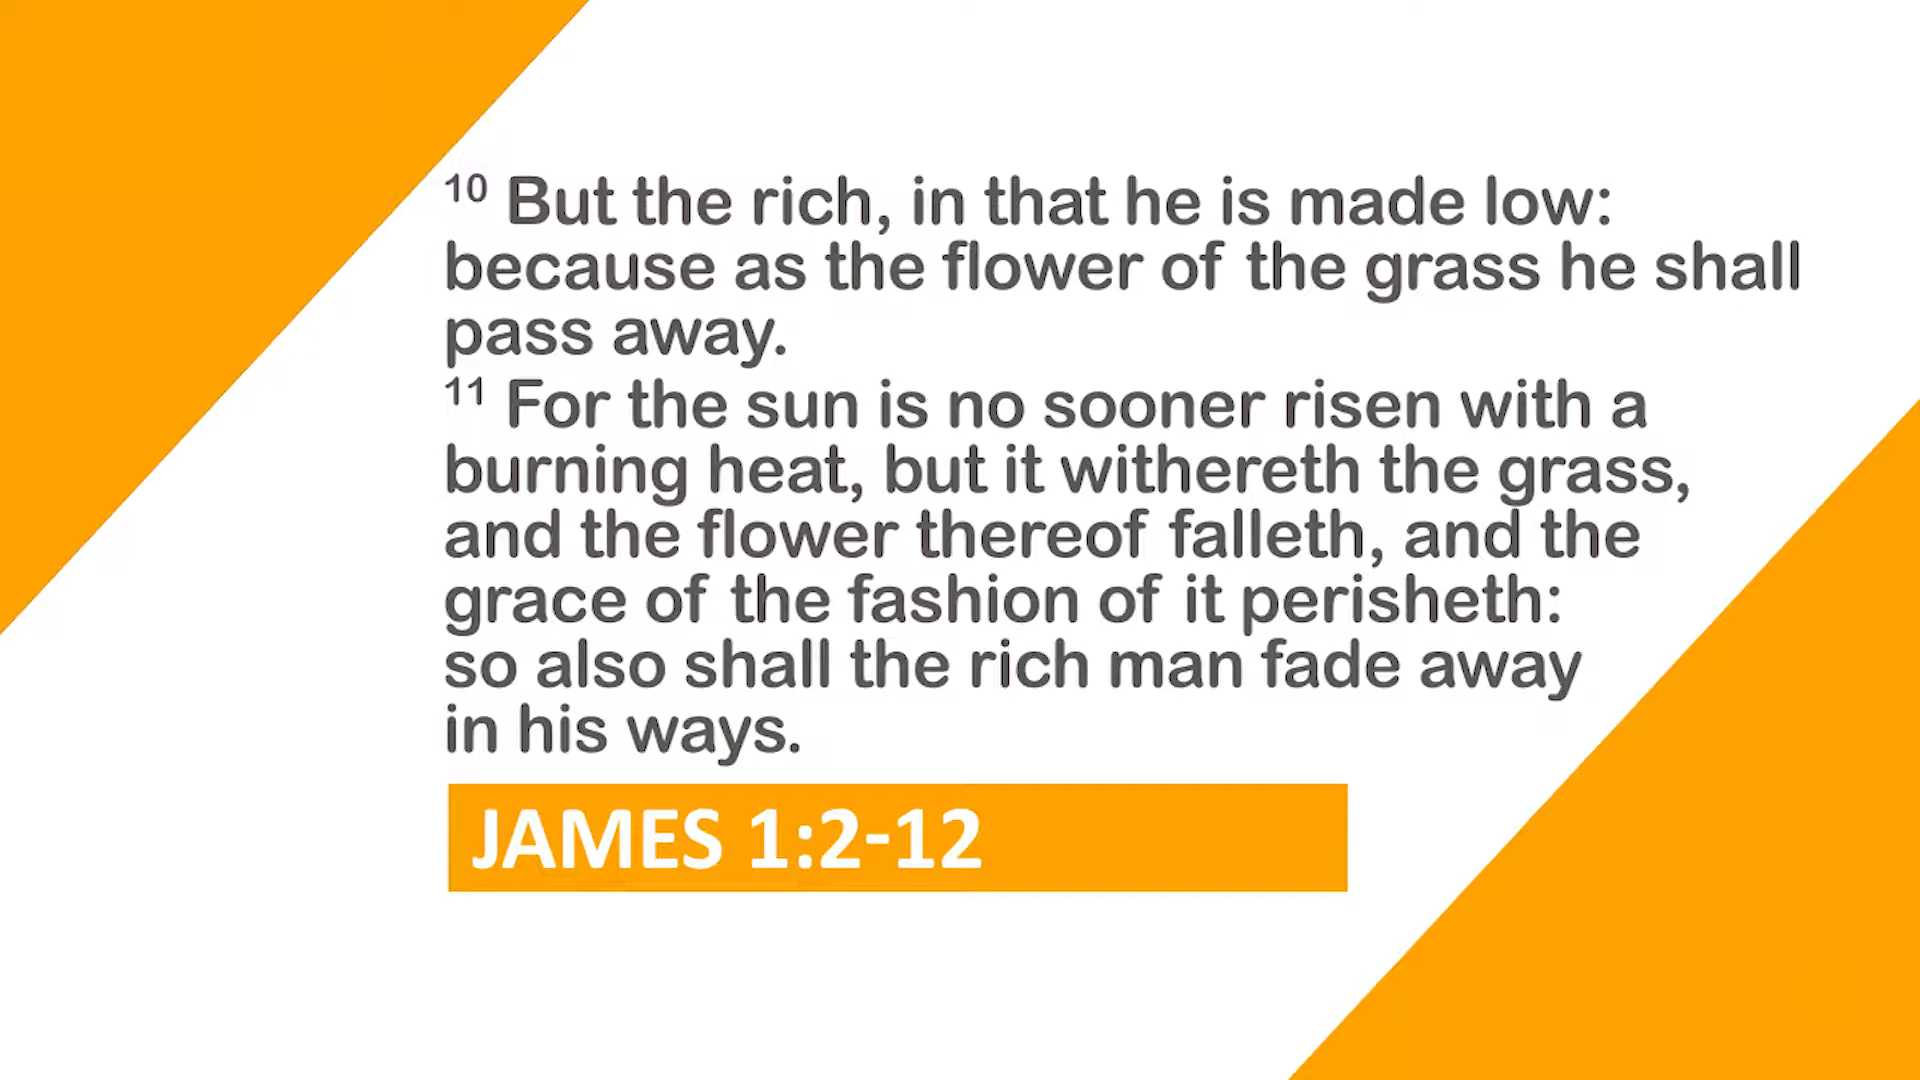 10 But the rich, in that he is made low:
because as the flower of the grass he shall
pass away.
11 For the sun is no sooner risen with a
burning heat, but it withereth the grass,
and the flower thereof falleth, and the
grace of the fashion of it perisheth:
so also shall the rich man fade away
in his ways.
JAMES 1:2-12